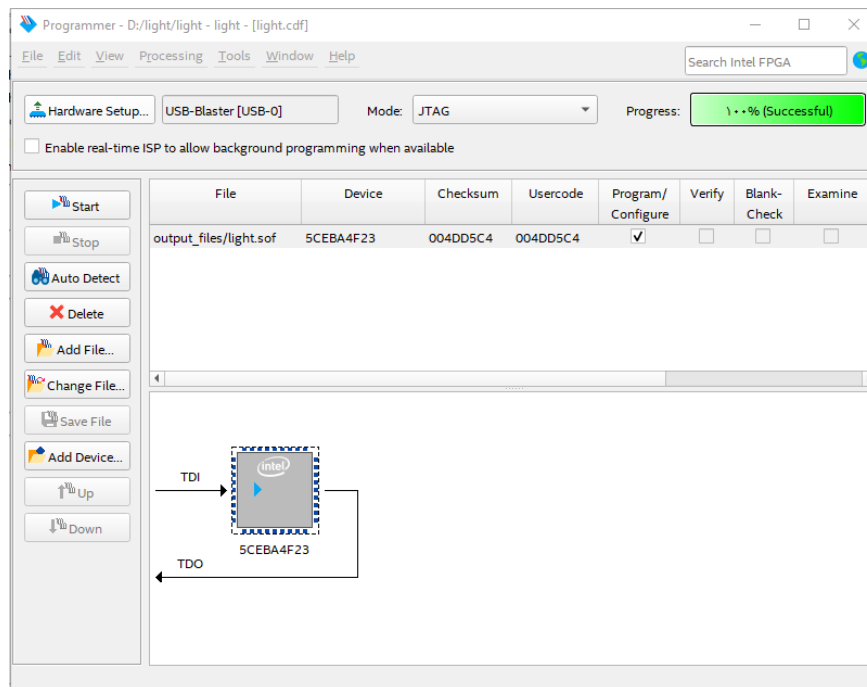 Programmer - D:/light/light - light - [light.cdf]
File Edit View Processing Tools Window Help
Search Intel FPGA
Hardware Setup... USB-Blaster [USB-0] Mode: JTAG Progress: ١٠٠% (Successful)
Enable real-time ISP to allow background programming when available
Start
Stop
Auto Detect
Delete
Add File...
Change File...
Save File
Add Device...
Up
Down
File Device Checksum Usercode Program/ Configure Verify Blank- Check Examine
output_files/light.sof 5CEBA4F23 004DD5C4 004DD5C4
TDI
intel
5CEBA4F23
TDO